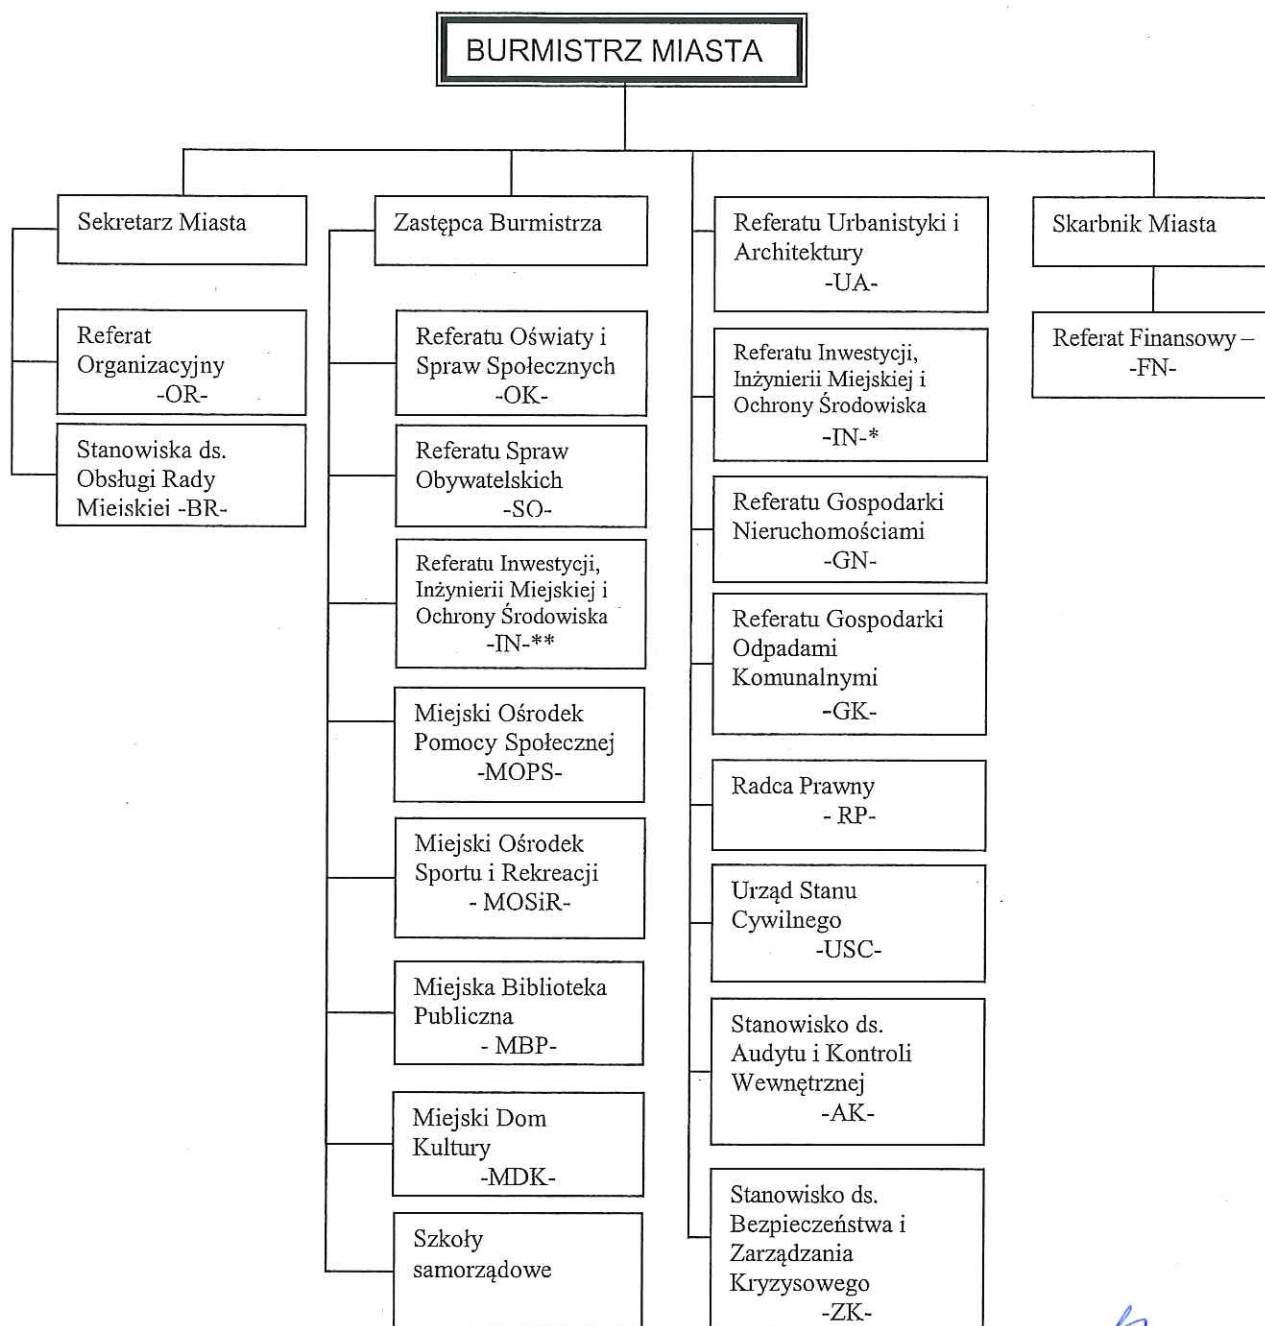 BURMISTRZ MIASTA
Sekretarz Miasta
Referat
Organizacyjny
-OR-
Stanowiska ds.
Obsługi Rady
Miejskiej -BR-
Zastępca Burmistrza
Referatu Oświaty i
Spraw Społecznych
-OK-
Referatu Spraw
Obywatelskich
-SO-
Referatu Inwestycji,
Inżynierii Miejskiej i
Ochrony Środowiska
-IN-**
Miejski Ośrodek
Pomocy Społecznej
-MOPS-
Miejski Ośrodek
Sportu i Rekreacji
- MOSiR-
Miejska Biblioteka
Publiczna
- MBP-
Miejski Dom
Kultury
-MDK-
Szkoły
samorządowe
Referatu Urbanistyki i
Architektury
-UA-
Referatu Inwestycji,
Inżynierii Miejskiej i
Ochrony Środowiska
-IN-*
Referatu Gospodarki
Nieruchomościami
-GN-
Referatu Gospodarki
Odpadami
Komunalnymi
-GK-
Radca Prawny
- RP-
Urząd Stanu
Cywilnego
-USC-
Stanowisko ds.
Audytu i Kontroli
Wewnętrznej
-AK-
Stanowisko ds.
Bezpieczeństwa i
Zarządzania
Kryzysowego
-ZK-
Skarbnik Miasta
Referat Finansowy –
-FN-